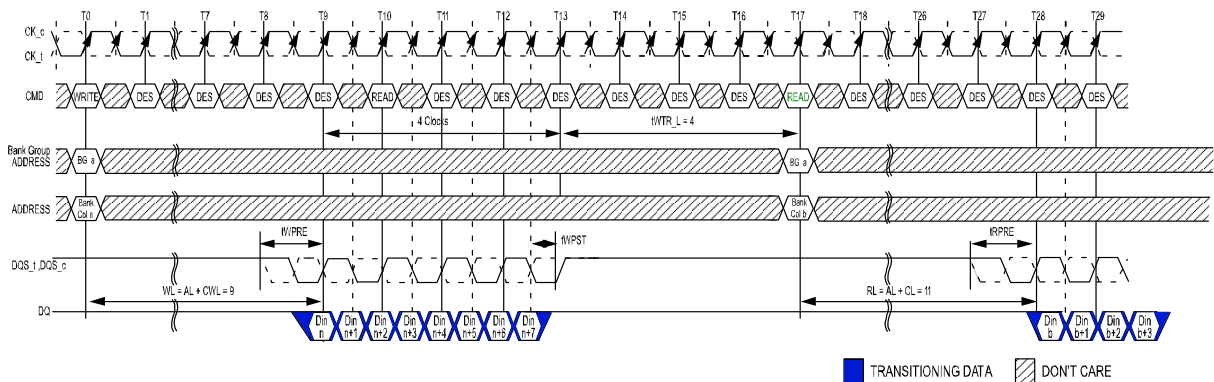 T0 T1 T7 T8 T9 T10 T11 T12 T13 T14 T15 T16 T17 T18 T26 T27 T28 T29
CK_c
CK_t
CMD WRITE DES DES DES DES READ DES DES DES DES DES DES READ DES DES DES DES DES
4 Clocks tWTR_L = 4
Bank Group
ADDRESS BG a BG a
ADDRESS Bank Col n Bank Col b
tWPRE tWPST tRPRE
DQS_t,DQS_c
WL = AL + CWL = 9 RL = AL + CL = 11
DQ Din n Din n+1 Din n+2 Din n+3 Din n+4 Din n+5 Din n+6 Din n+7 Din b Din b+1 Din b+2 Din b+3
TRANSITIONING DATA DON'T CARE